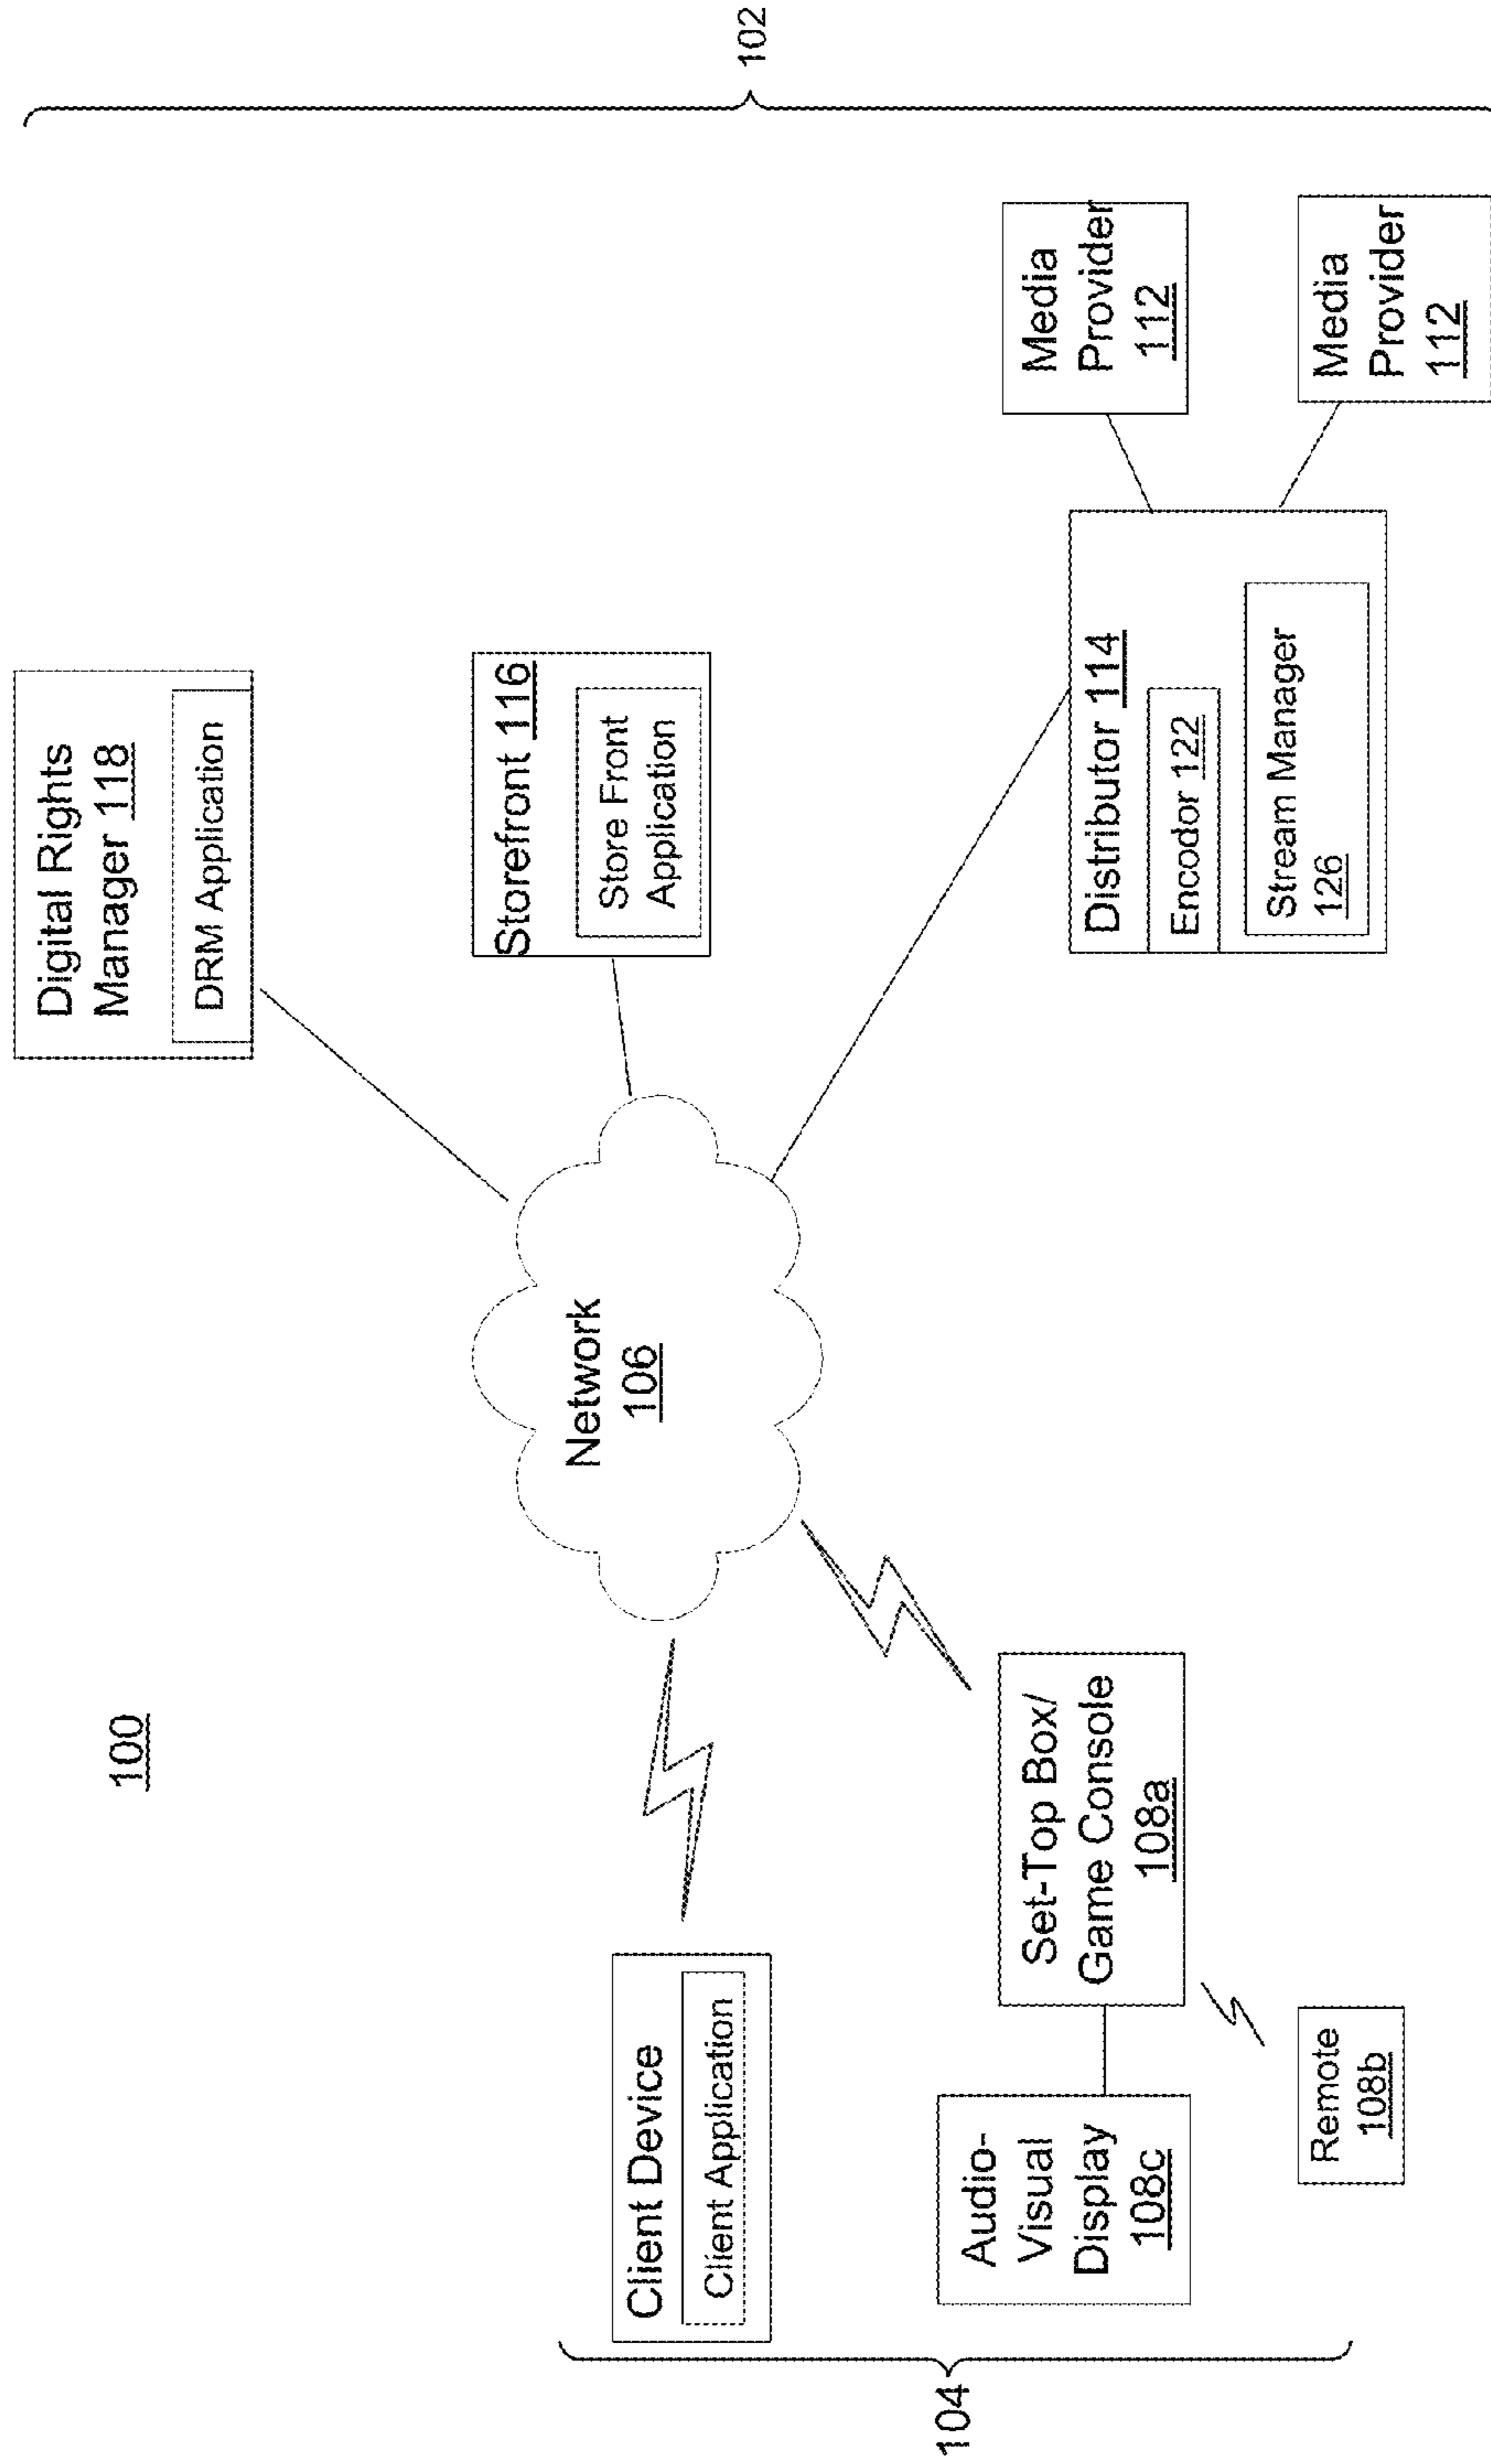 100
Digital Rights
Manager 118
DRM Application
Storefront 116
Store Front
Application
Network
106
Client Device
Client Application
Set-Top Box/
Game Console
108a
Audio-
Visual
Display
108c
Remote
108b
104
Distributor 114
Encodor 122
Stream Manager
126
Media
Provider
112
Media
Provider
112
102